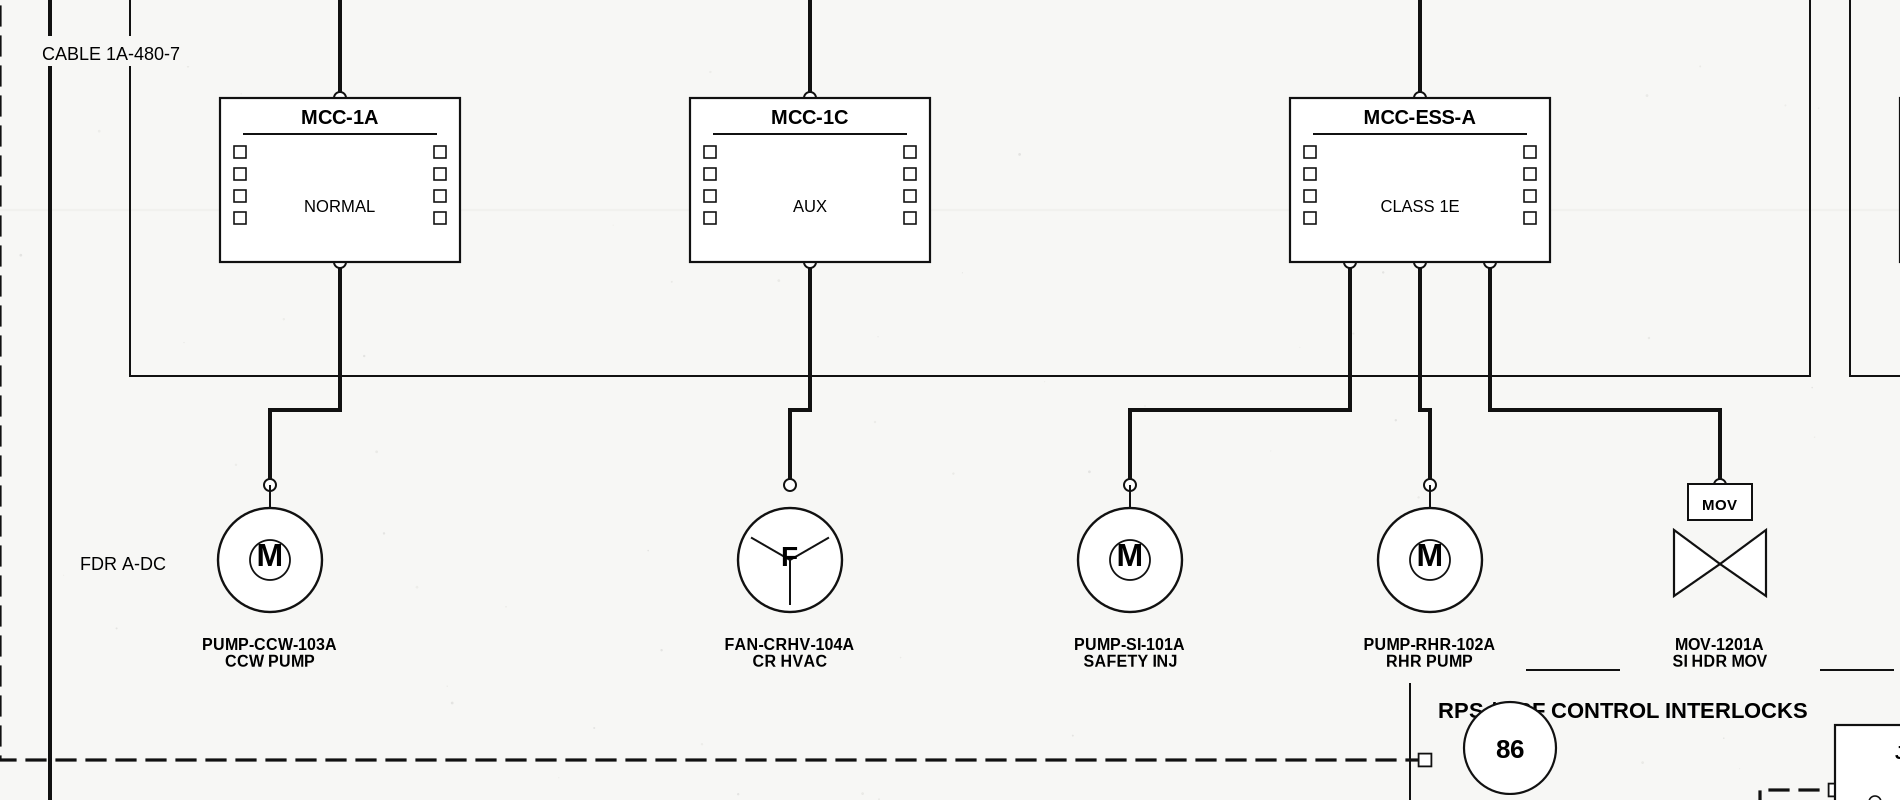 CABLE 1A-480-7
MCC-1A
NORMAL
MCC-1C
AUX
MCC-ESS-A
CLASS 1E
MOV
FDR A-DC
M
F
M
M
PUMP-CCW-103A
CCW PUMP
FAN-CRHV-104A
CR HVAC
PUMP-SI-101A
SAFETY INJ
PUMP-RHR-102A
RHR PUMP
MOV-1201A
SI HDR MOV
RPS CONTROL INTERLOCKS
86